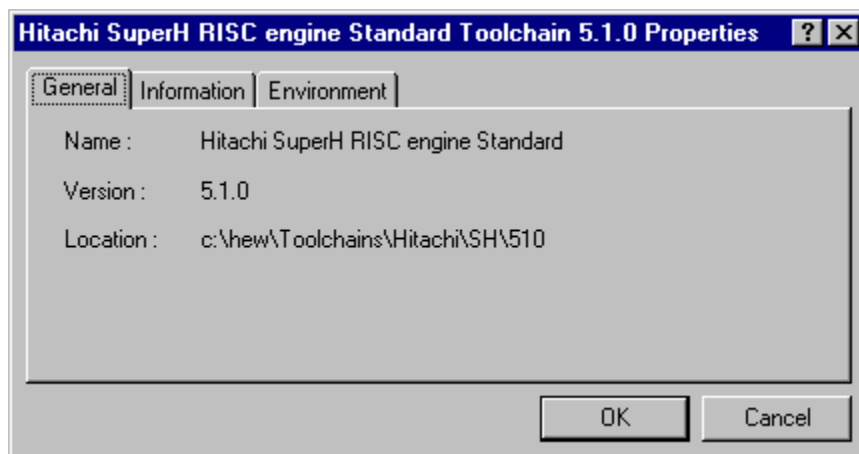 Hitachi SuperH RISC engine Standard Toolchain 5.1.0 Properties ?
General Information Environment
Name : Hitachi SuperH RISC engine Standard
Version : 5.1.0
Location : c:\hew\Toolchains\Hitachi\SH\510
OK Cancel